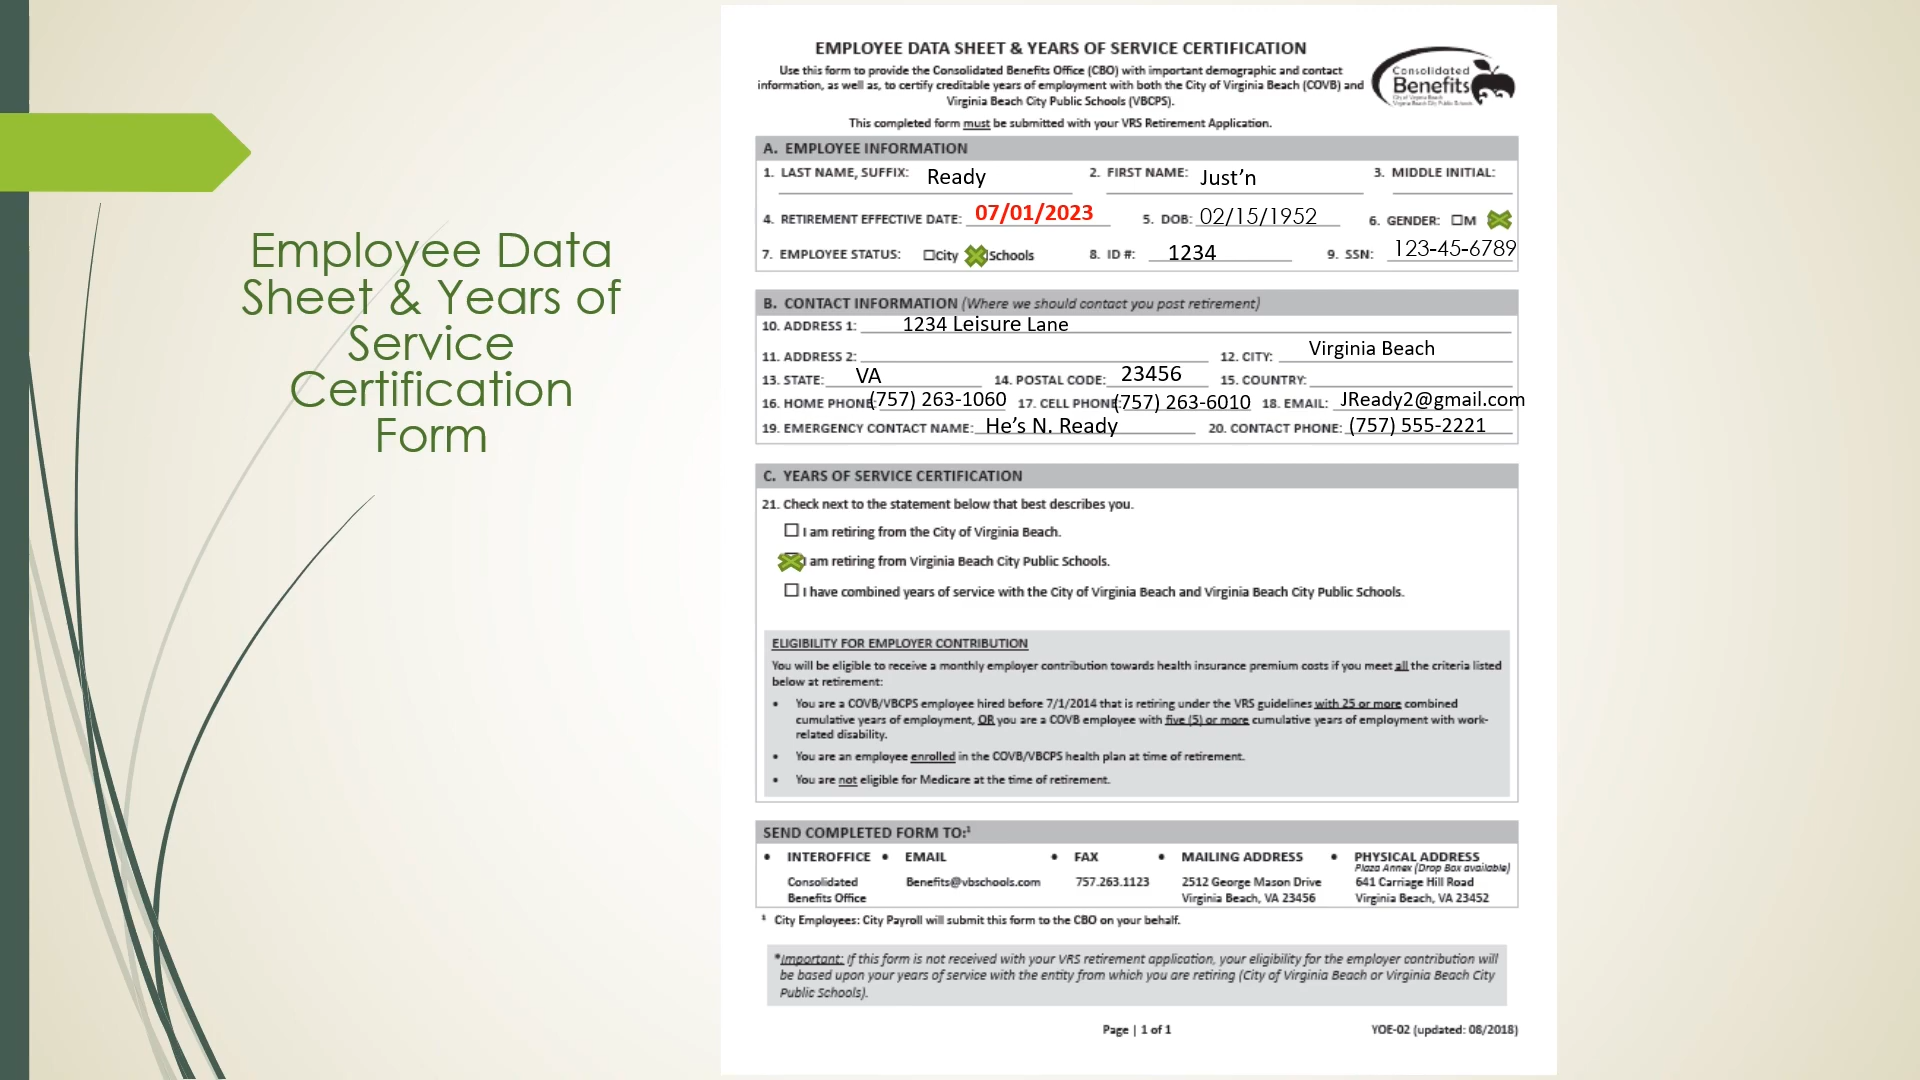 Employee Data
Sheet & Years of
Service
Certification
Form
EMPLOYEE DATA SHEET & YEARS OF SERVICE CERTIFICATION
Use this form to provide the Consolidated Benefits Office (CBO) with important demographic and contact
information, as well as, to certify creditable years of employment with both the City of Virginia Beach (COVB) and
Virginia Beach City Public Schools (VBCPS).
This completed form must be submitted with your VRS Retirement Application.
Consolidated
Benefits
City of Virginia Beach
Virginia Beach City Public Schools
A. EMPLOYEE INFORMATION
1. LAST NAME, SUFFIX: Ready 2. FIRST NAME: Just’n 3. MIDDLE INITIAL:
4. RETIREMENT EFFECTIVE DATE: 07/01/2023 5. DOB: 02/15/1952 6. GENDER: ☐M
7. EMPLOYEE STATUS: ☐City Schools 8. ID #: 1234 9. SSN: 123-45-6789
B. CONTACT INFORMATION (Where we should contact you post retirement)
10. ADDRESS 1: 1234 Leisure Lane
11. ADDRESS 2: 12. CITY: Virginia Beach
13. STATE: VA 14. POSTAL CODE: 23456 15. COUNTRY:
16. HOME PHONE: (757) 263-1060 17. CELL PHONE: (757) 263-6010 18. EMAIL: JReady2@gmail.com
19. EMERGENCY CONTACT NAME: He’s N. Ready 20. CONTACT PHONE: (757) 555-2221
C. YEARS OF SERVICE CERTIFICATION
21. Check next to the statement below that best describes you.
☐ I am retiring from the City of Virginia Beach.
I am retiring from Virginia Beach City Public Schools.
☐ I have combined years of service with the City of Virginia Beach and Virginia Beach City Public Schools.
ELIGIBILITY FOR EMPLOYER CONTRIBUTION
You will be eligible to receive a monthly employer contribution towards health insurance premium costs if you meet all the criteria listed
below at retirement:
• You are a COVB/VBCPS employee hired before 7/1/2014 that is retiring under the VRS guidelines with 25 or more combined
cumulative years of employment, OR you are a COVB employee with five (5) or more cumulative years of employment with work-
related disability.
• You are an employee enrolled in the COVB/VBCPS health plan at time of retirement.
• You are not eligible for Medicare at the time of retirement.
SEND COMPLETED FORM TO:¹
• INTEROFFICE • EMAIL • FAX • MAILING ADDRESS • PHYSICAL ADDRESS
Plaza Annex (Drop Box available)
Consolidated Benefits@vbschools.com 757.263.1123 2512 George Mason Drive 641 Carriage Hill Road
Benefits Office Virginia Beach, VA 23456 Virginia Beach, VA 23452
¹ City Employees: City Payroll will submit this form to the CBO on your behalf.
*Important: If this form is not received with your VRS retirement application, your eligibility for the employer contribution will
be based upon your years of service with the entity from which you are retiring (City of Virginia Beach or Virginia Beach City
Public Schools).
Page | 1 of 1 YOE-02 (updated: 08/2018)